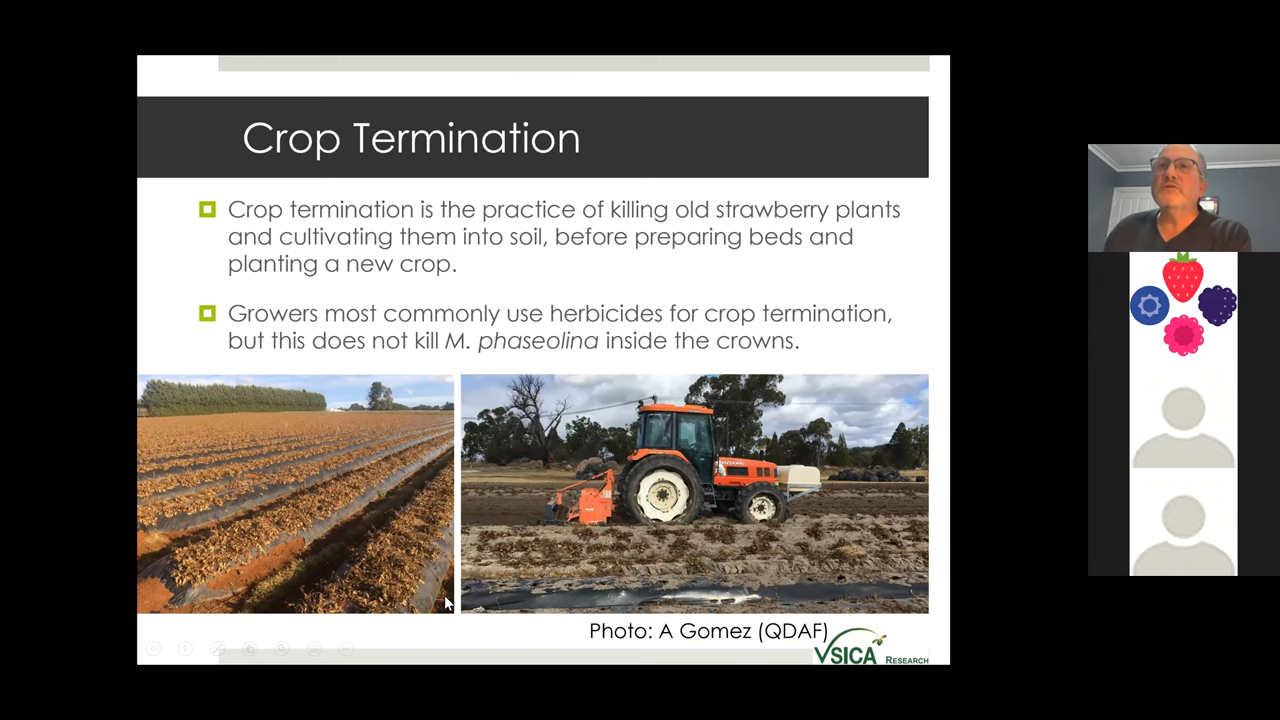 Crop Termination
Crop termination is the practice of killing old strawberry plants
and cultivating them into soil, before preparing beds and
planting a new crop.
Growers most commonly use herbicides for crop termination,
but this does not kill M. phaseolina inside the crowns.
Photo: A Gomez (QDAF)
VSICA RESEARCH